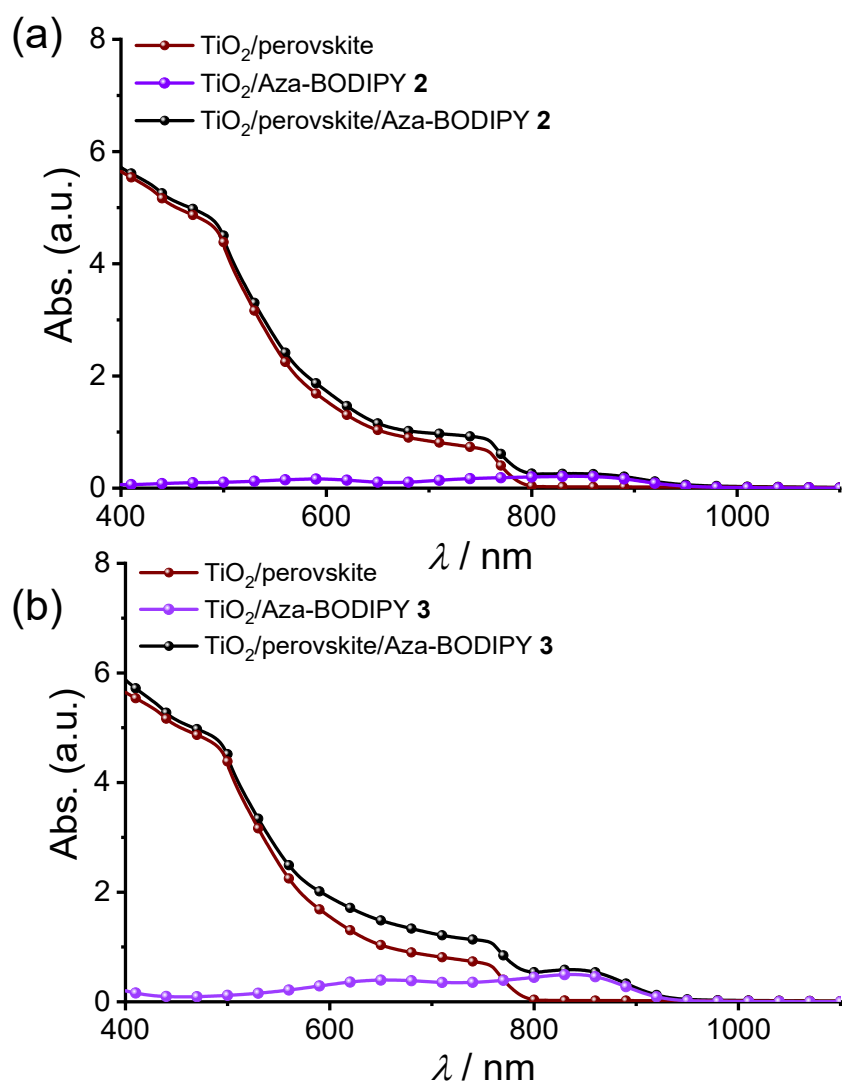 (a)
8
6
4
2
0
Abs. (a.u.)
TiO₂/perovskite
TiO₂/Aza-BODIPY 2
TiO₂/perovskite/Aza-BODIPY 2
400 600 800 1000
λ / nm
(b)
8
6
4
2
0
Abs. (a.u.)
TiO₂/perovskite
TiO₂/Aza-BODIPY 3
TiO₂/perovskite/Aza-BODIPY 3
400 600 800 1000
λ / nm